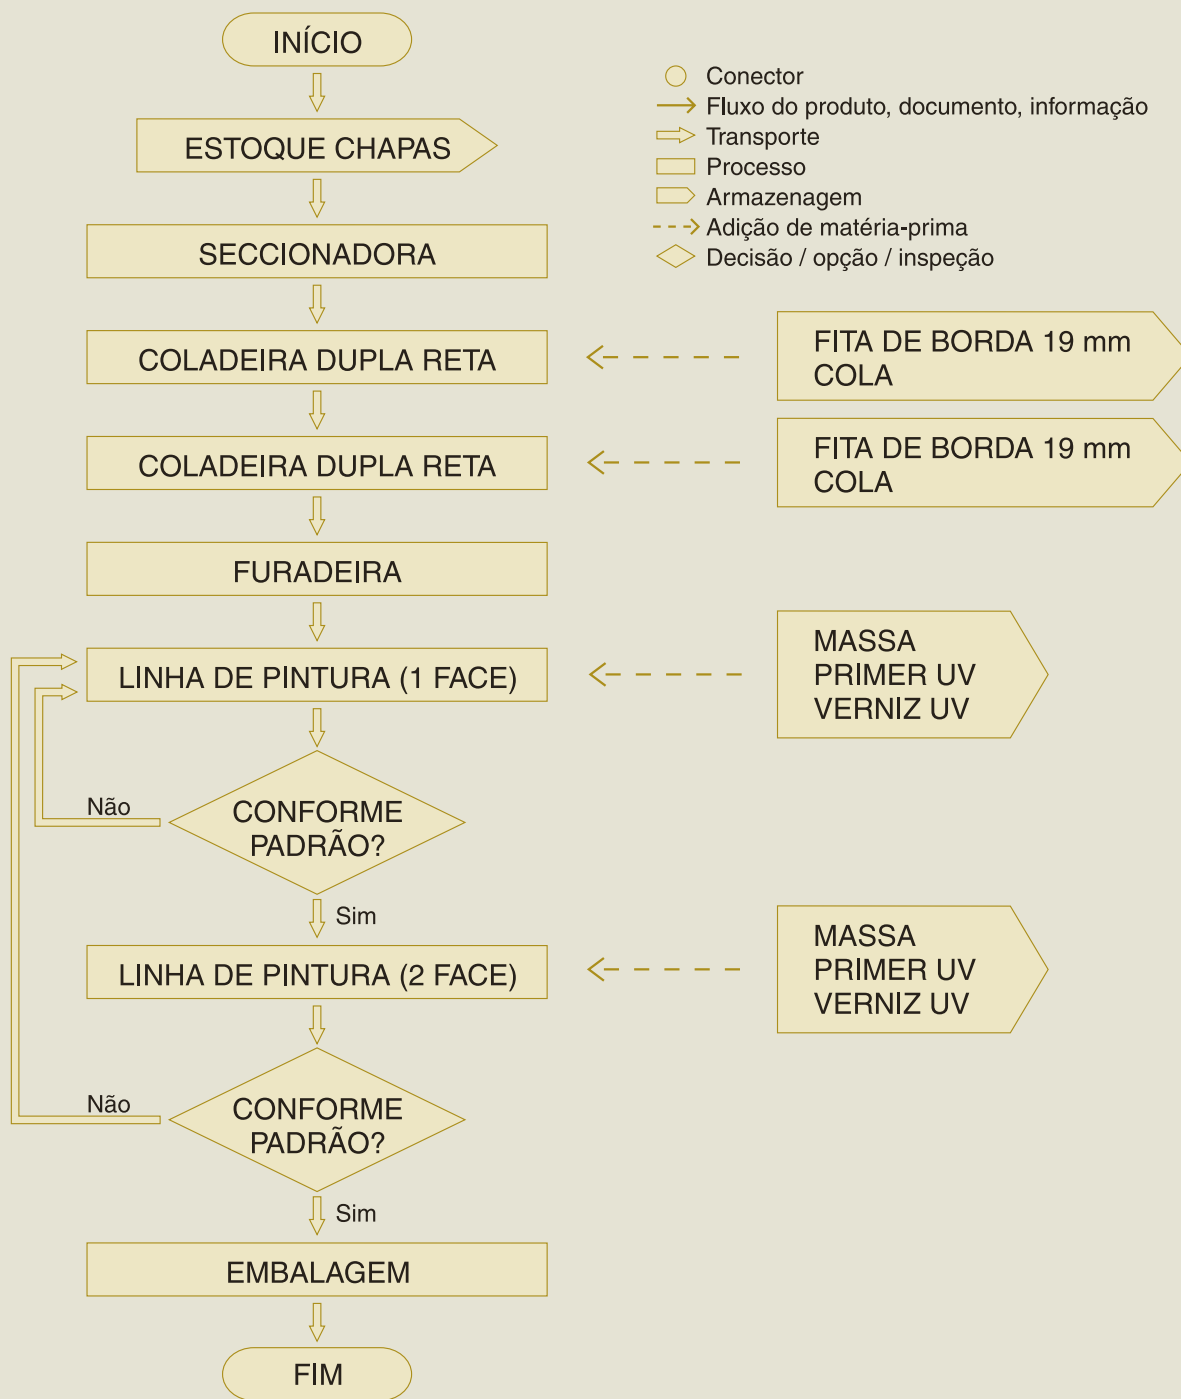 INÍCIO
ESTOQUE CHAPAS
SECCIONADORA
COLADEIRA DUPLA RETA
COLADEIRA DUPLA RETA
FURADEIRA
LINHA DE PINTURA (1 FACE)
Não
CONFORME
PADRÃO?
Sim
LINHA DE PINTURA (2 FACE)
Não
CONFORME
PADRÃO?
Sim
EMBALAGEM
FIM
Conector
Fluxo do produto, documento, informação
Transporte
Processo
Armazenagem
Adição de matéria-prima
Decisão / opção / inspeção
FITA DE BORDA 19 mm
COLA
FITA DE BORDA 19 mm
COLA
MASSA
PRIMER UV
VERNIZ UV
MASSA
PRIMER UV
VERNIZ UV